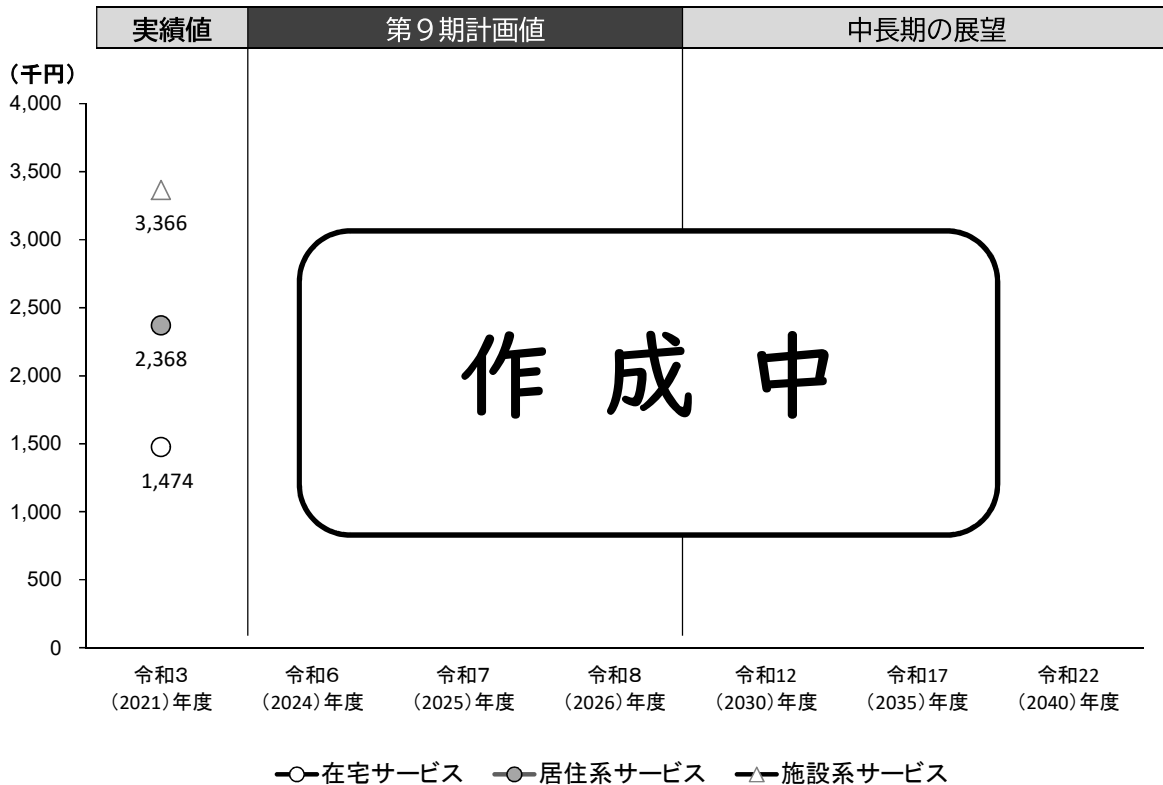 実績値 第９期計画値 中長期の展望
（千円）
4,000
3,500
3,366
3,000
2,500
2,368
2,000
1,500
1,474
1,000
500
0
作成中
令和3 令和6 令和7 令和8 令和12 令和17 令和22
（2021）年度 （2024）年度 （2025）年度 （2026）年度 （2030）年度 （2035）年度 （2040）年度
在宅サービス 居住系サービス 施設系サービス